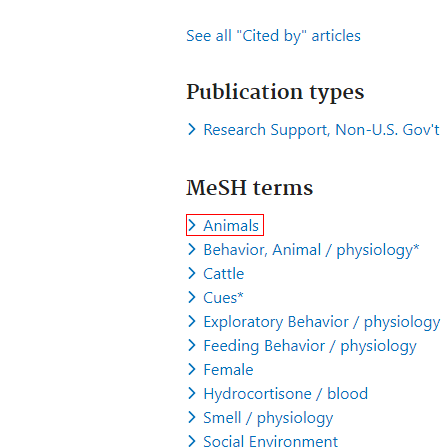 See all "Cited by" articles
Publication types
Research Support, Non-U.S. Gov't
MeSH terms
Animals
Behavior, Animal / physiology*
Cattle
Cues*
Exploratory Behavior / physiology
Feeding Behavior / physiology
Female
Hydrocortisone / blood
Smell / physiology
Social Environment